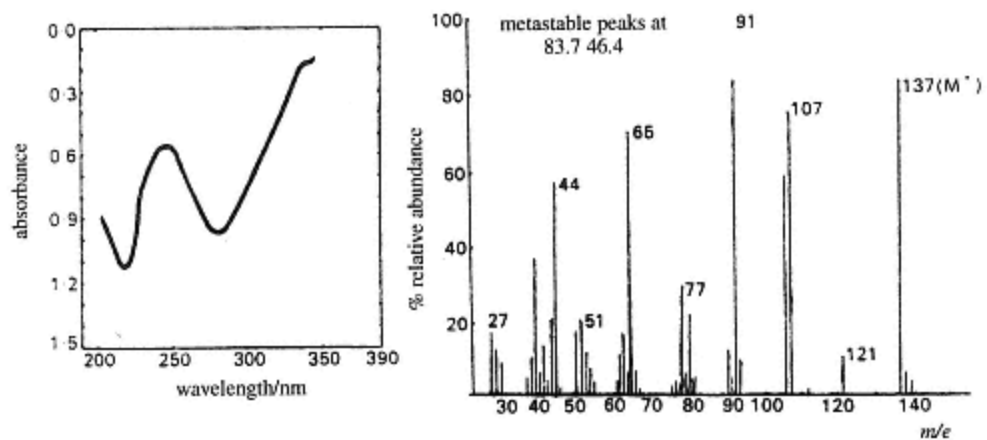 absorbance
0·0
0·3
0·6
0·9
1·2
1·5
200 250 300 350 390
wavelength/nm
% relative abundance
100
80
60
40
20
metastable peaks at
83.7 46.4
91
137(M⁺)
107
65
44
77
27
51
121
30 40 50 60 70 80 90 100 120 140
m/e